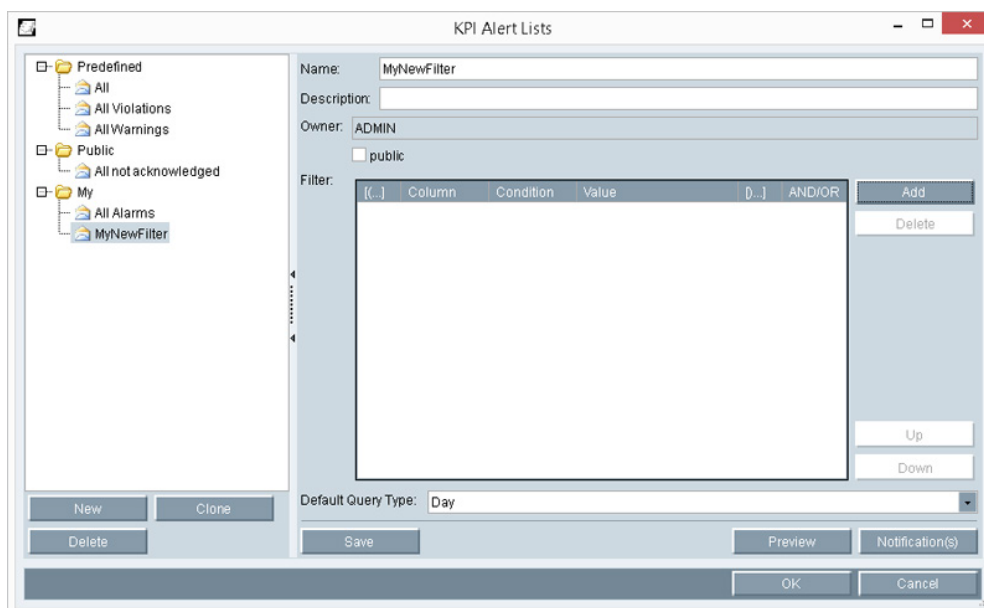 KPI Alert Lists
Predefined
All
All Violations
All Warnings
Public
All not acknowledged
My
All Alarms
MyNewFilter
New
Clone
Delete
Name: MyNewFilter
Description:
Owner: ADMIN
public
Filter:
[(...] Column Condition Value [)...] AND/OR
Add
Delete
Up
Down
Default Query Type: Day
Save
Preview
Notification(s)
OK
Cancel